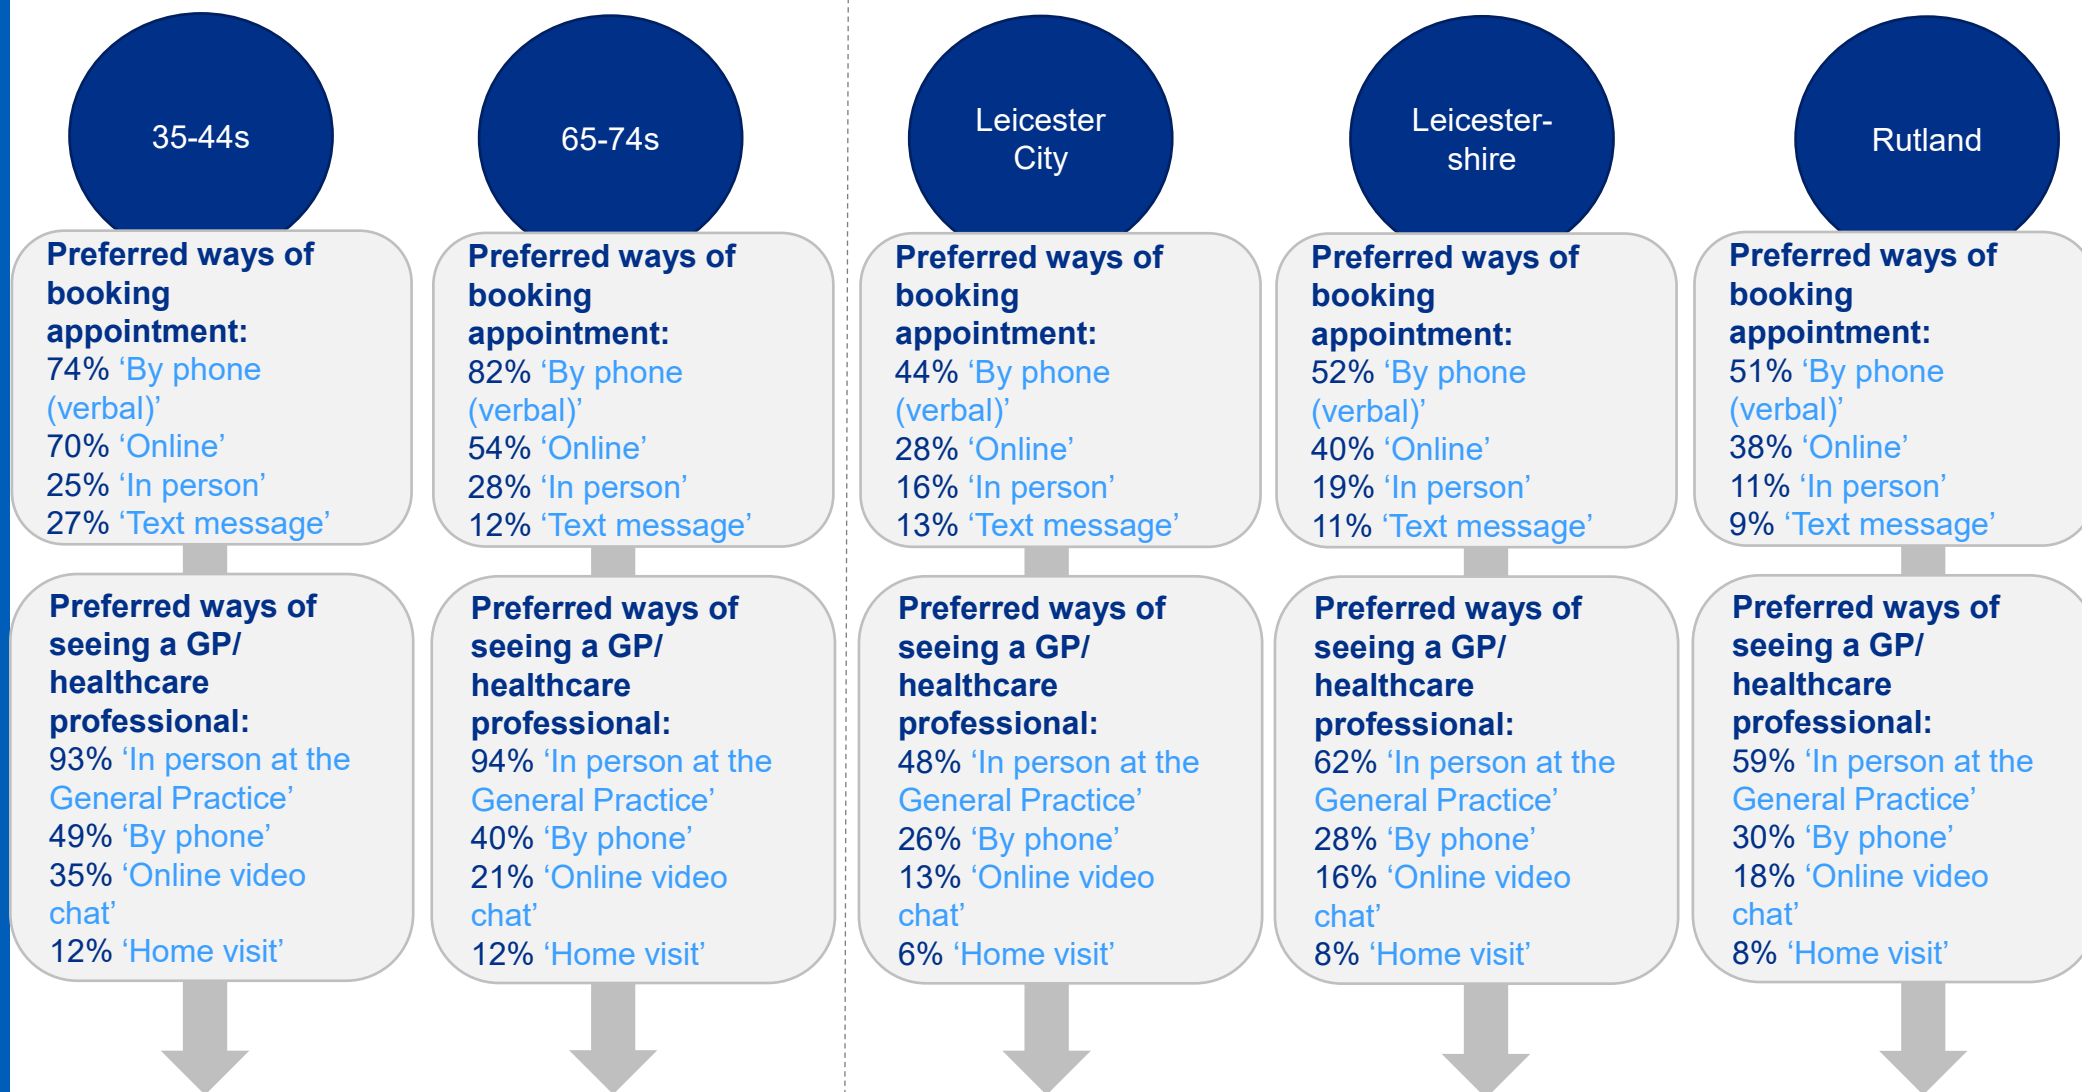 35-44s
Preferred ways of
booking
appointment:
74% ‘By phone
(verbal)’
70% ‘Online’
25% ‘In person’
27% ‘Text message’
Preferred ways of
seeing a GP/
healthcare
professional:
93% ‘In person at the
General Practice’
49% ‘By phone’
35% ‘Online video
chat’
12% ‘Home visit’
65-74s
Preferred ways of
booking
appointment:
82% ‘By phone
(verbal)’
54% ‘Online’
28% ‘In person’
12% ‘Text message’
Preferred ways of
seeing a GP/
healthcare
professional:
94% ‘In person at the
General Practice’
40% ‘By phone’
21% ‘Online video
chat’
12% ‘Home visit’
Leicester
City
Preferred ways of
booking
appointment:
44% ‘By phone
(verbal)’
28% ‘Online’
16% ‘In person’
13% ‘Text message’
Preferred ways of
seeing a GP/
healthcare
professional:
48% ‘In person at the
General Practice’
26% ‘By phone’
13% ‘Online video
chat’
6% ‘Home visit’
Leicester-
shire
Preferred ways of
booking
appointment:
52% ‘By phone
(verbal)’
40% ‘Online’
19% ‘In person’
11% ‘Text message’
Preferred ways of
seeing a GP/
healthcare
professional:
62% ‘In person at the
General Practice’
28% ‘By phone’
16% ‘Online video
chat’
8% ‘Home visit’
Rutland
Preferred ways of
booking
appointment:
51% ‘By phone
(verbal)’
38% ‘Online’
11% ‘In person’
9% ‘Text message’
Preferred ways of
seeing a GP/
healthcare
professional:
59% ‘In person at the
General Practice’
30% ‘By phone’
18% ‘Online video
chat’
8% ‘Home visit’